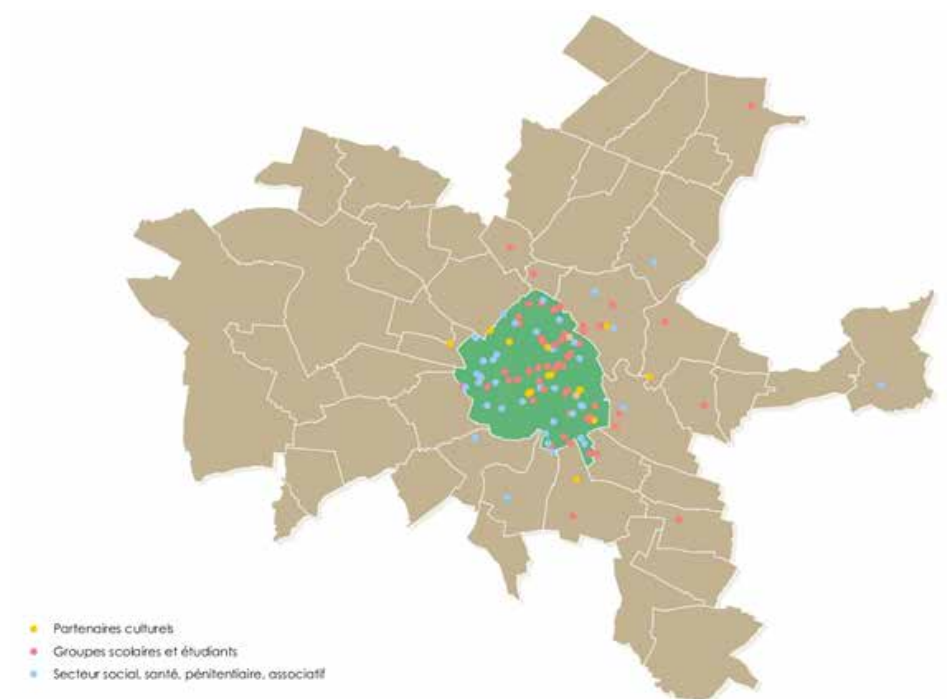 Partenaires culturels
Groupes scolaires et étudiants
Secteur social, santé, pénitentiaire, associatif